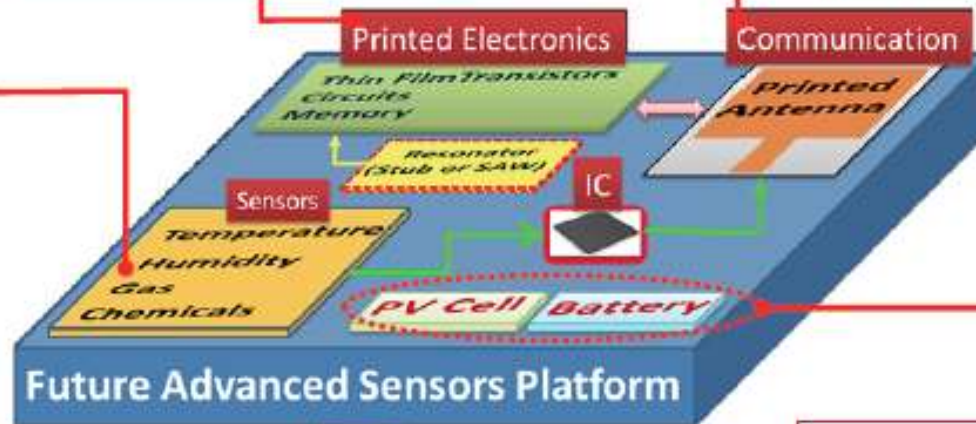 Printed Electronics
Communication
Thin Film Transistors
Circuits
Memory
Printed
Antenna
Resonator
(Stub or SAW)
IC
Sensors
Temperature
Humidity
Gas
Chemicals
PV Cell
Battery
Future Advanced Sensors Platform